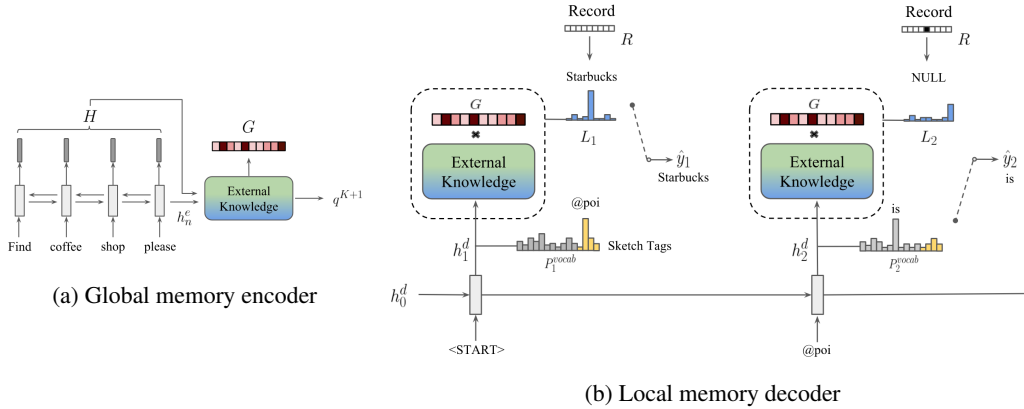 H
G
External
Knowledge
h_n^e
q^{K+1}
Find coffee shop please
(a) Global memory encoder
Record
R
Starbucks
G
✖
External
Knowledge
L_1
ŷ_1
Starbucks
@poi
h_1^d
Sketch Tags
P_1^{vocab}
h_0^d
<START>
Record
R
NULL
G
✖
External
Knowledge
L_2
ŷ_2
is
is
h_2^d
P_2^{vocab}
@poi
(b) Local memory decoder